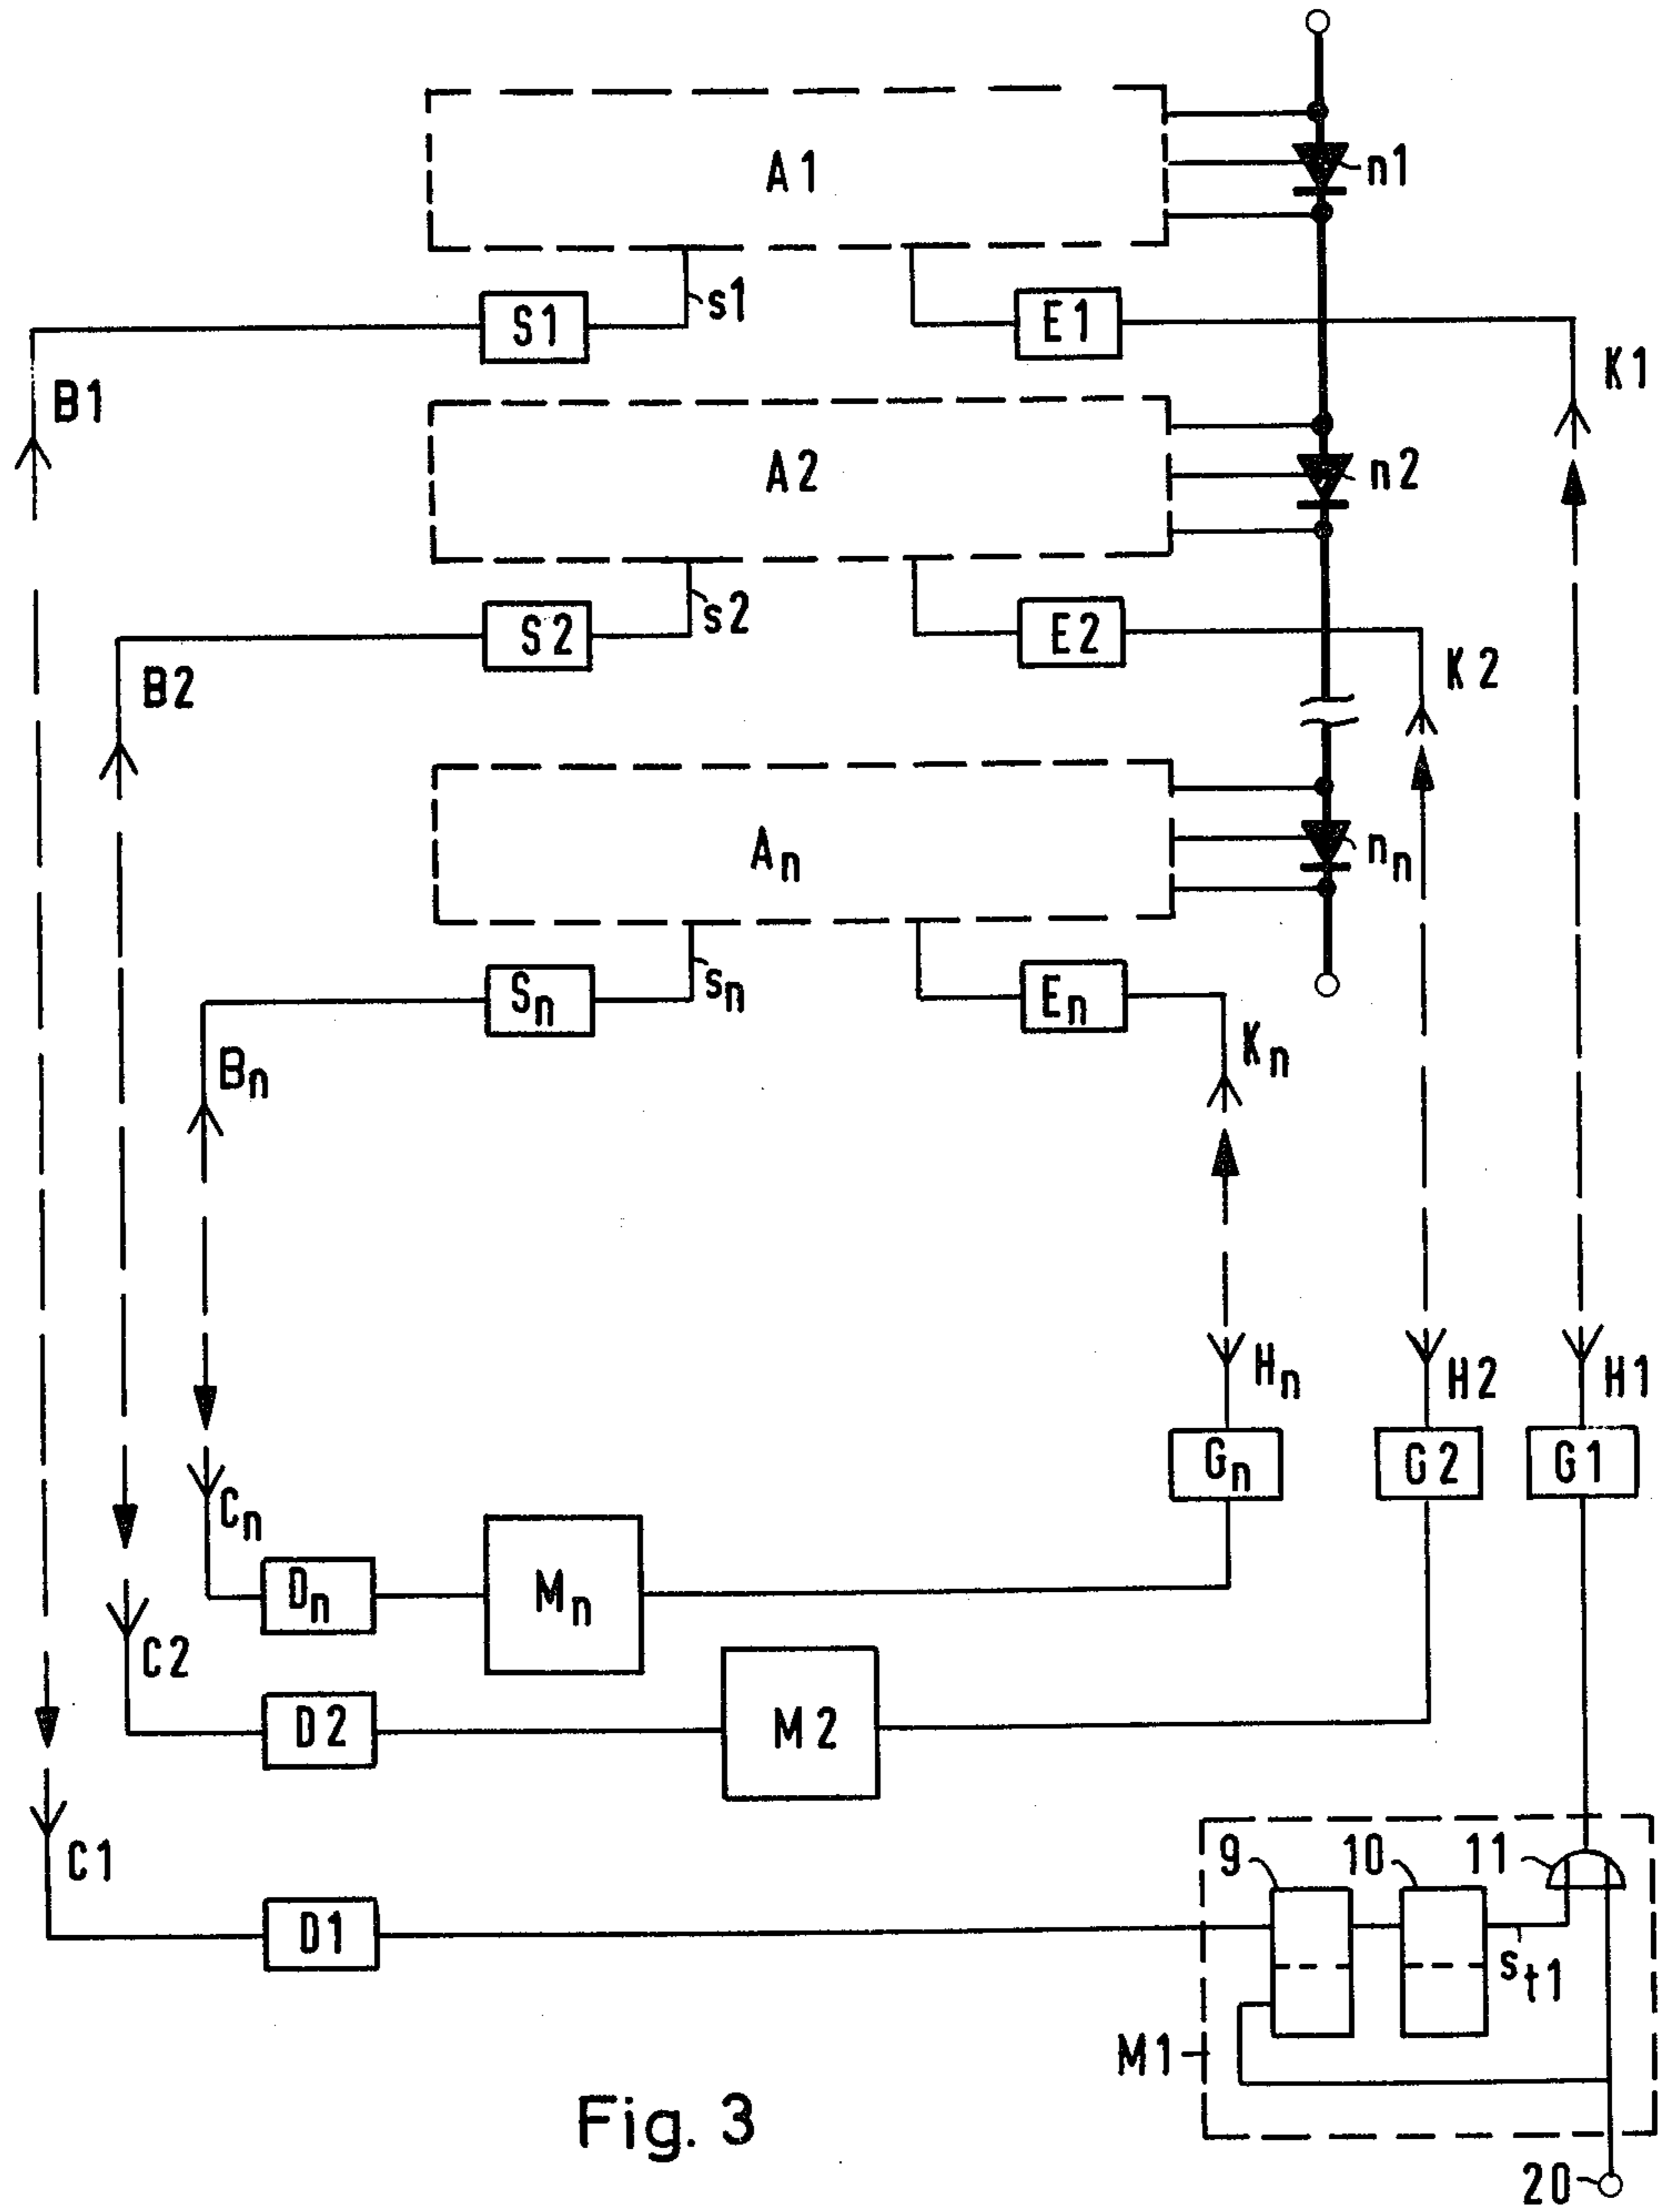 A1
n1
s1
S1
E1
K1
B1
A2
n2
s2
S2
E2
K2
B2
An
nn
sn
Sn
En
Kn
Bn
Hn
H2
H1
Gn
G2
G1
Cn
Dn
Mn
C2
D2
M2
C1
D1
9
10
11
st1
M1
20
Fig. 3